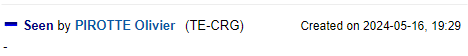 Seen by PIROTTE Olivier (TE-CRG) Created on 2024-05-16, 19:29
-